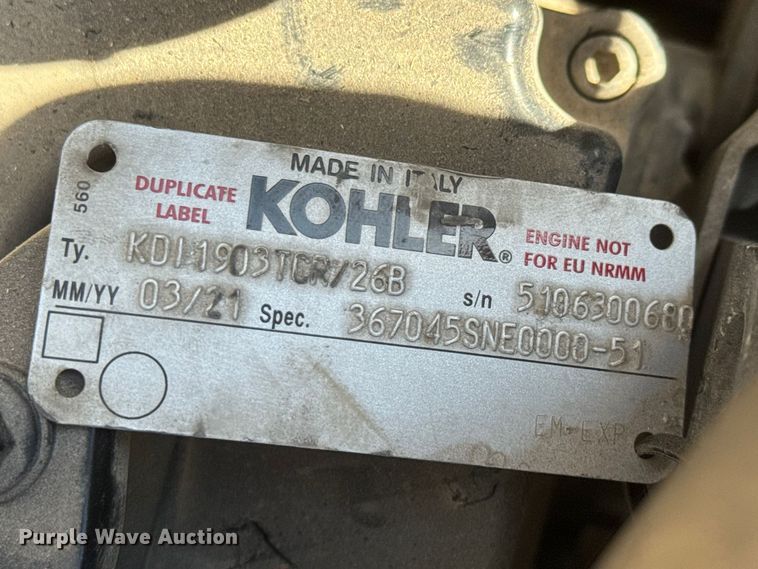 MADE IN ITALY
560
DUPLICATE LABEL
KOHLER®
ENGINE NOT FOR EU NRMM
Ty. KDI 1903TCR/26B s/n 5106300680
MM/YY 03/21 Spec. 367045SNE0000-51
EM-EXP
Purple Wave Auction